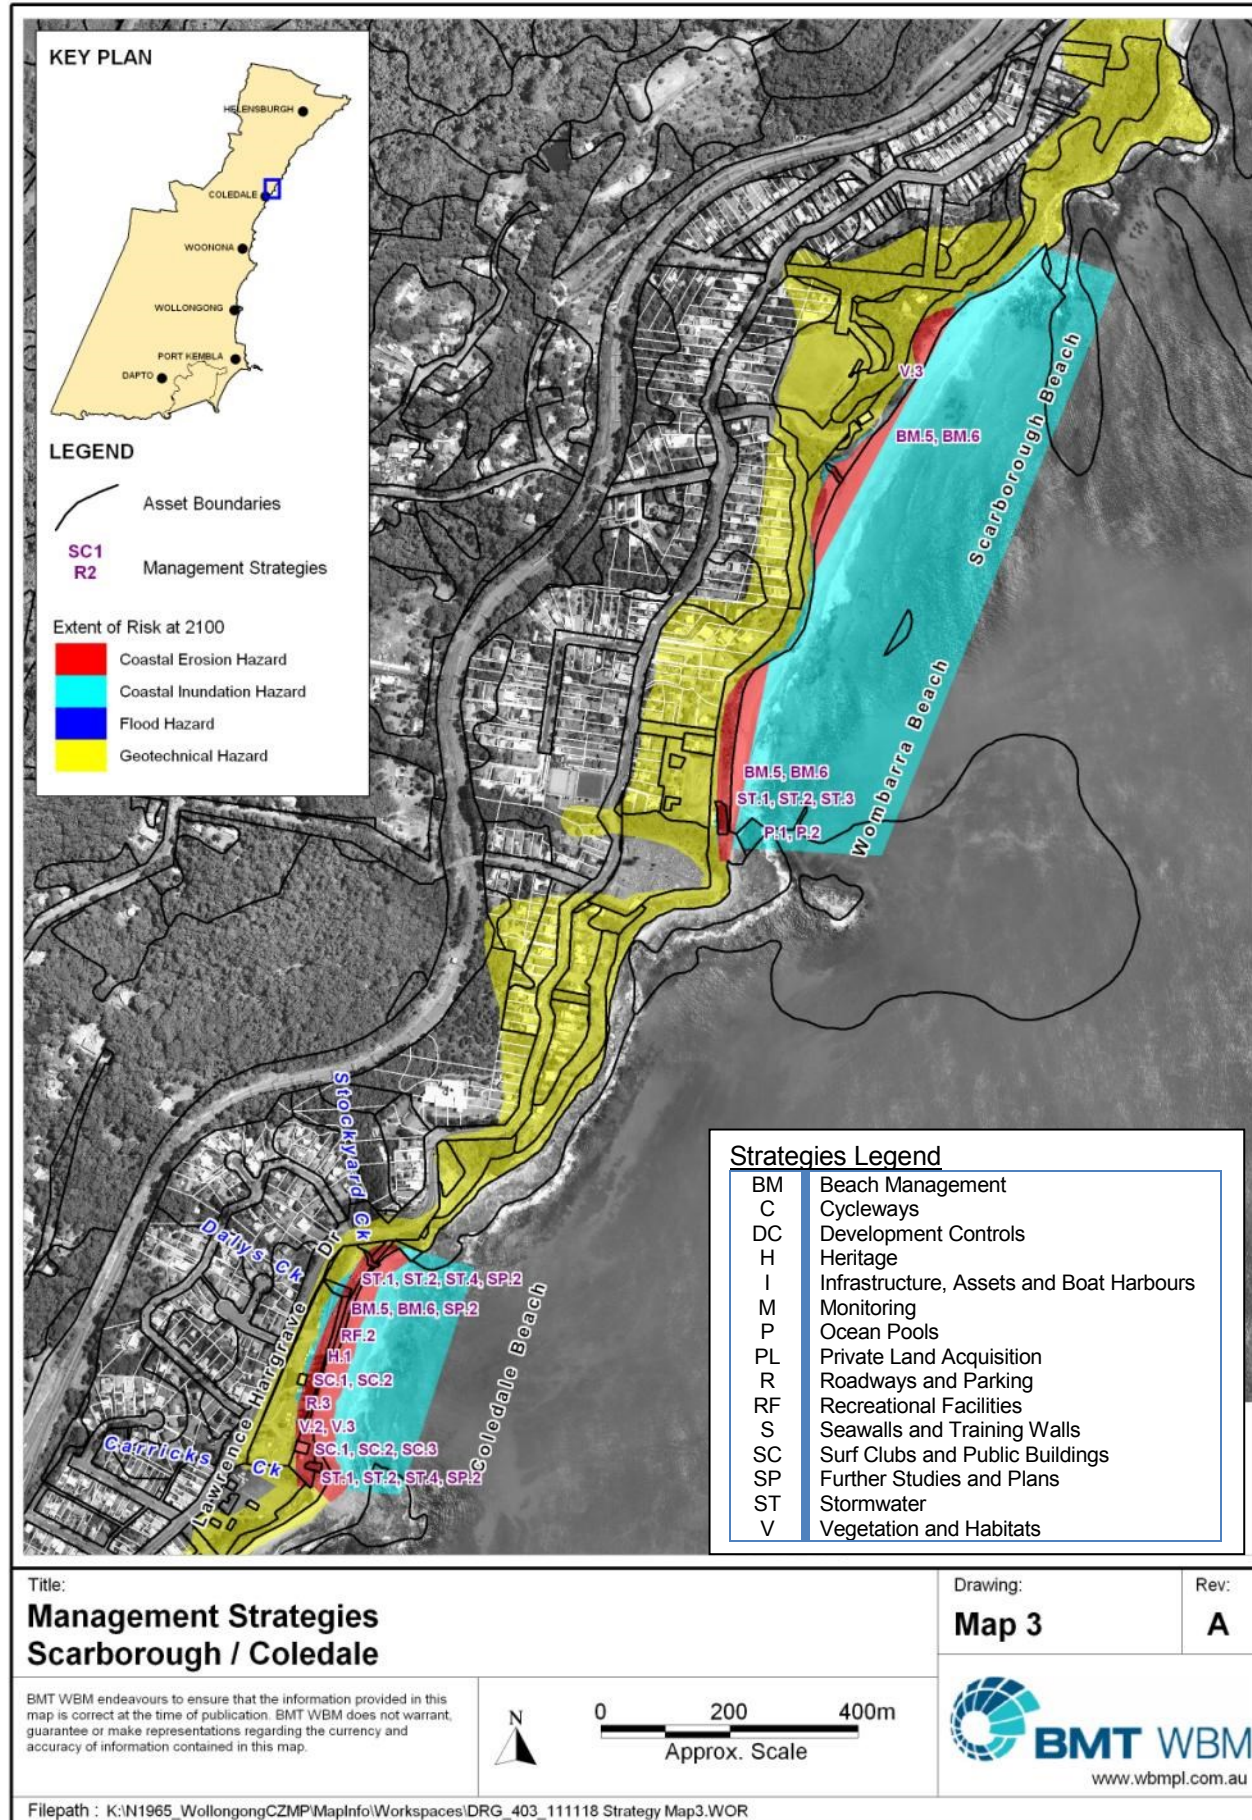 KEY PLAN
HELENSBURGH
COLEDALE
WOONONA
WOLLONGONG
PORT KEMBLA
DAPTO
LEGEND
Asset Boundaries
SC1
R2
Management Strategies
Extent of Risk at 2100
Coastal Erosion Hazard
Coastal Inundation Hazard
Flood Hazard
Geotechnical Hazard
V.3
BM.5, BM.6
Scarborough Beach
Wombarra Beach
BM.5, BM.6
ST.1, ST.2, ST.3
P.1, P.2
Stockyard Ck
Dalys Ck
Lawrence Hargrave Dr
Carricks Ck
ST.1, ST.2, ST.4, SP.2
BM.5, BM.6, SP.2
RF.2
H.1
SC.1, SC.2
R.3
V.2, V.3
SC.1, SC.2, SC.3
ST.1, ST.2, ST.4, SP.2
Coledale Beach
Strategies Legend
BM Beach Management
C Cycleways
DC Development Controls
H Heritage
I Infrastructure, Assets and Boat Harbours
M Monitoring
P Ocean Pools
PL Private Land Acquisition
R Roadways and Parking
RF Recreational Facilities
S Seawalls and Training Walls
SC Surf Clubs and Public Buildings
SP Further Studies and Plans
ST Stormwater
V Vegetation and Habitats
Title:
Management Strategies
Scarborough / Coledale
Drawing:
Map 3
Rev:
A
BMT WBM endeavours to ensure that the information provided in this
map is correct at the time of publication. BMT WBM does not warrant,
guarantee or make representations regarding the currency and
accuracy of information contained in this map.
N
0 200 400m
Approx. Scale
BMT WBM
www.wbmpl.com.au
Filepath : K:\N1965_WollongongCZMP\MapInfo\Workspaces\DRG_403_111118 Strategy Map3.WOR